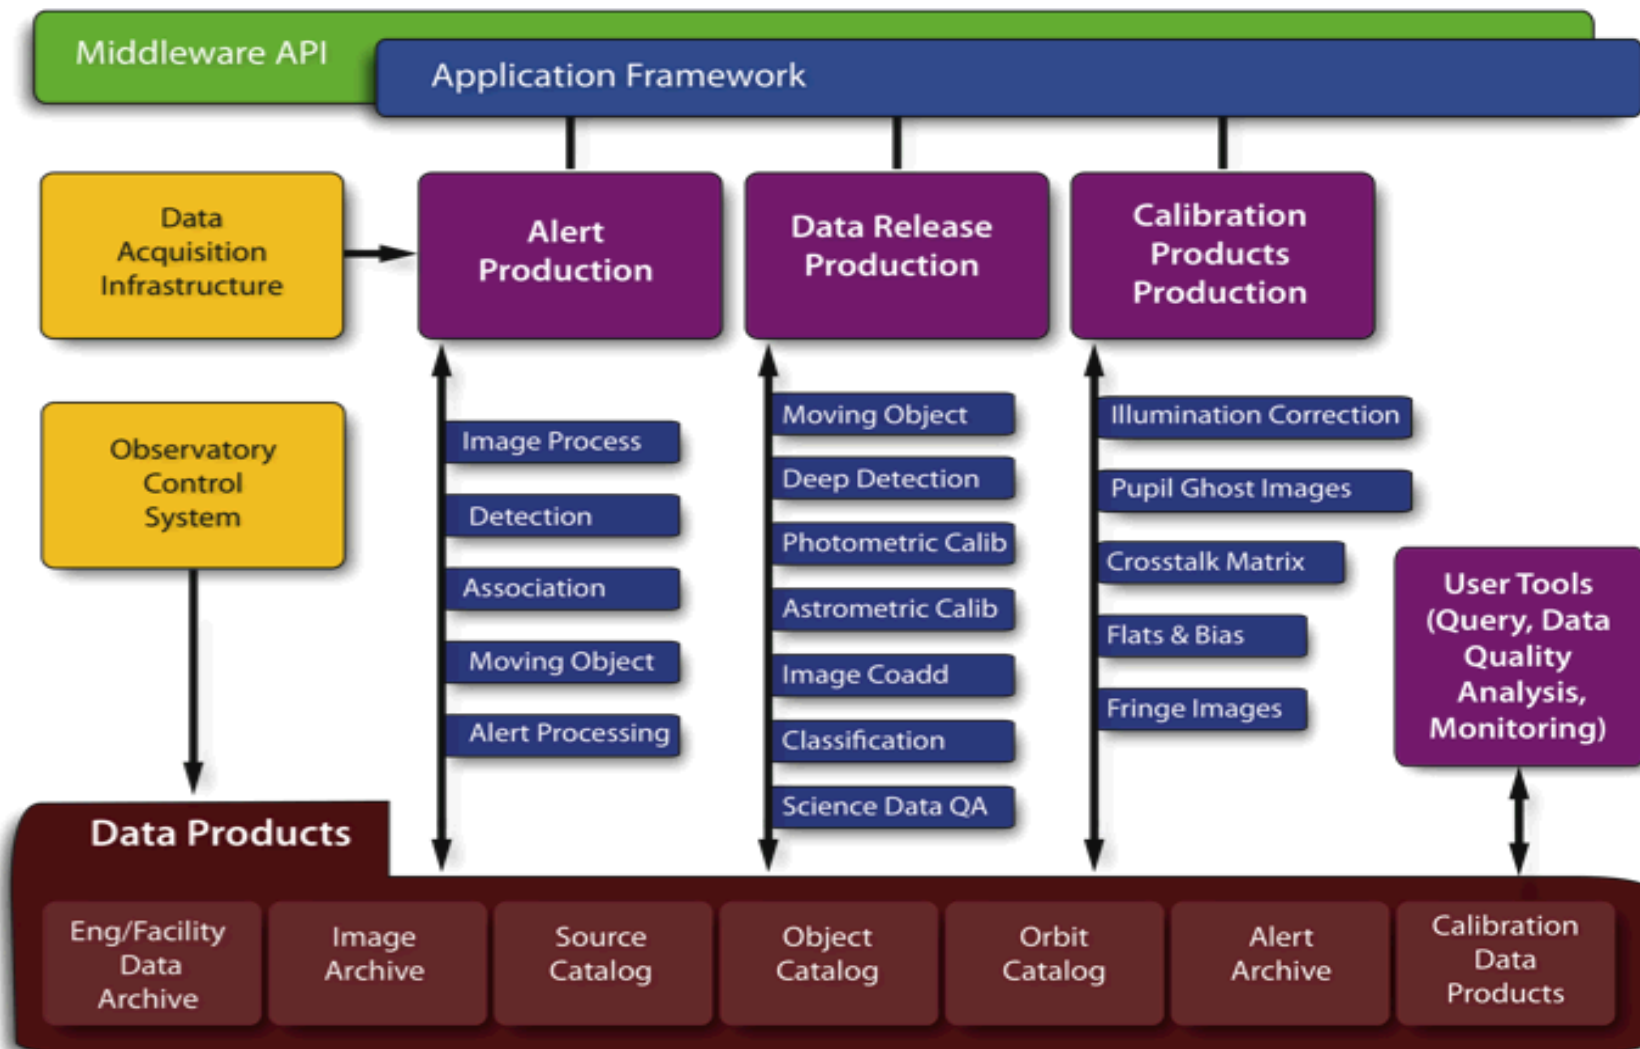 Middleware API
Application Framework
Data
Acquisition
Infrastructure
Alert
Production
Data Release
Production
Calibration
Products
Production
Observatory
Control
System
Image Process
Detection
Association
Moving Object
Alert Processing
Moving Object
Deep Detection
Photometric Calib
Astrometric Calib
Image Coadd
Classification
Science Data QA
Illumination Correction
Pupil Ghost Images
Crosstalk Matrix
Flats & Bias
Fringe Images
User Tools
(Query, Data
Quality
Analysis,
Monitoring)
Data Products
Eng/Facility
Data
Archive
Image
Archive
Source
Catalog
Object
Catalog
Orbit
Catalog
Alert
Archive
Calibration
Data
Products